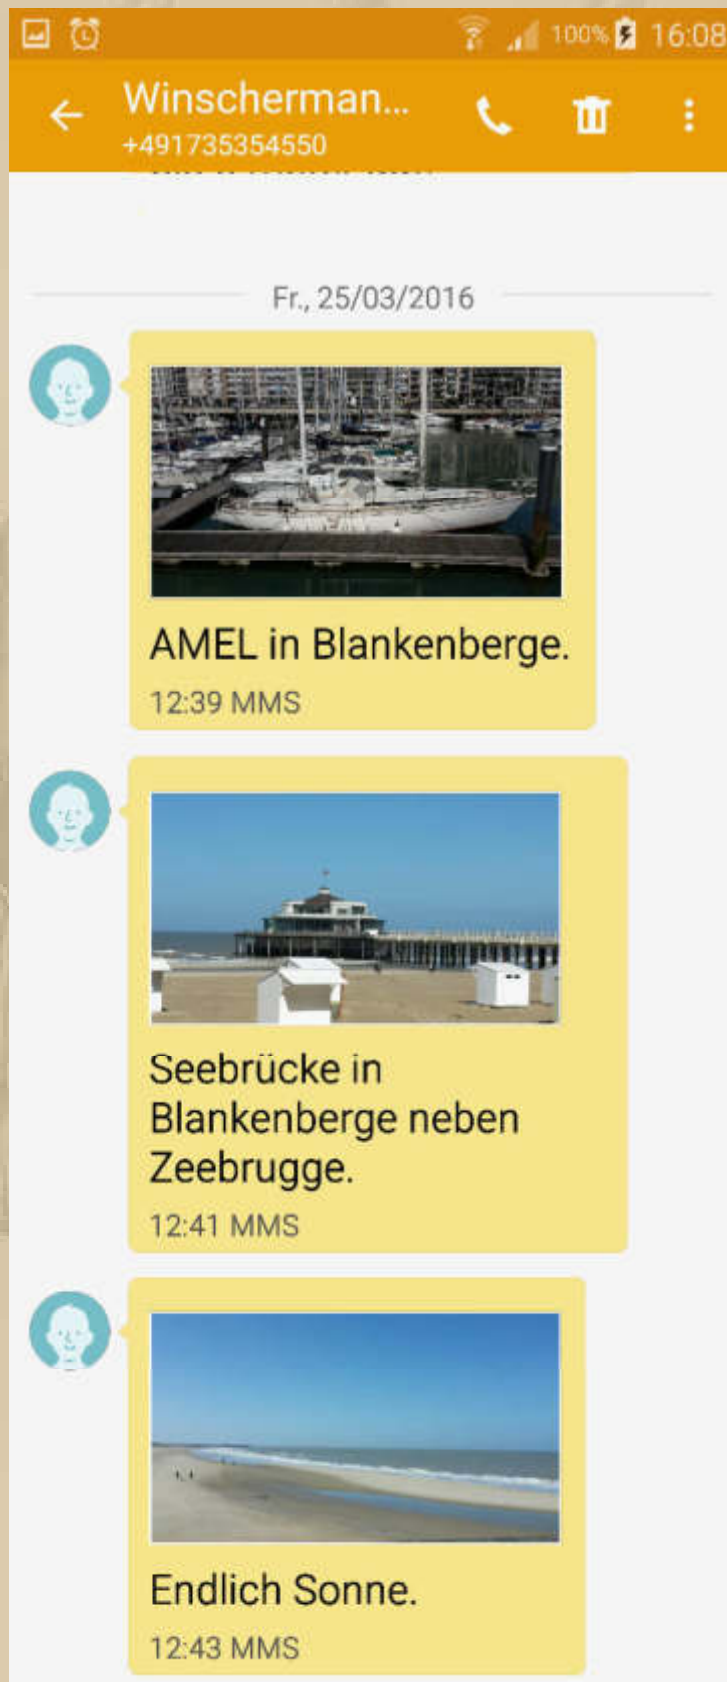 100% 16:08
Winscherman...
+491735354550
Fr., 25/03/2016
AMEL in Blankenberge.
12:39 MMS
Seebrücke in
Blankenberge neben
Zeebrugge.
12:41 MMS
Endlich Sonne.
12:43 MMS